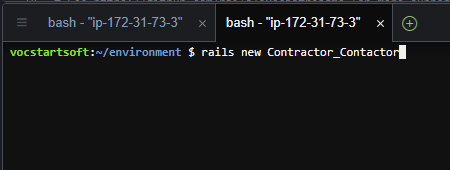 bash - "ip-172-31-73-3" × bash - "ip-172-31-73-3" ×
vocstartsoft:~/environment $ rails new Contractor_Contactor